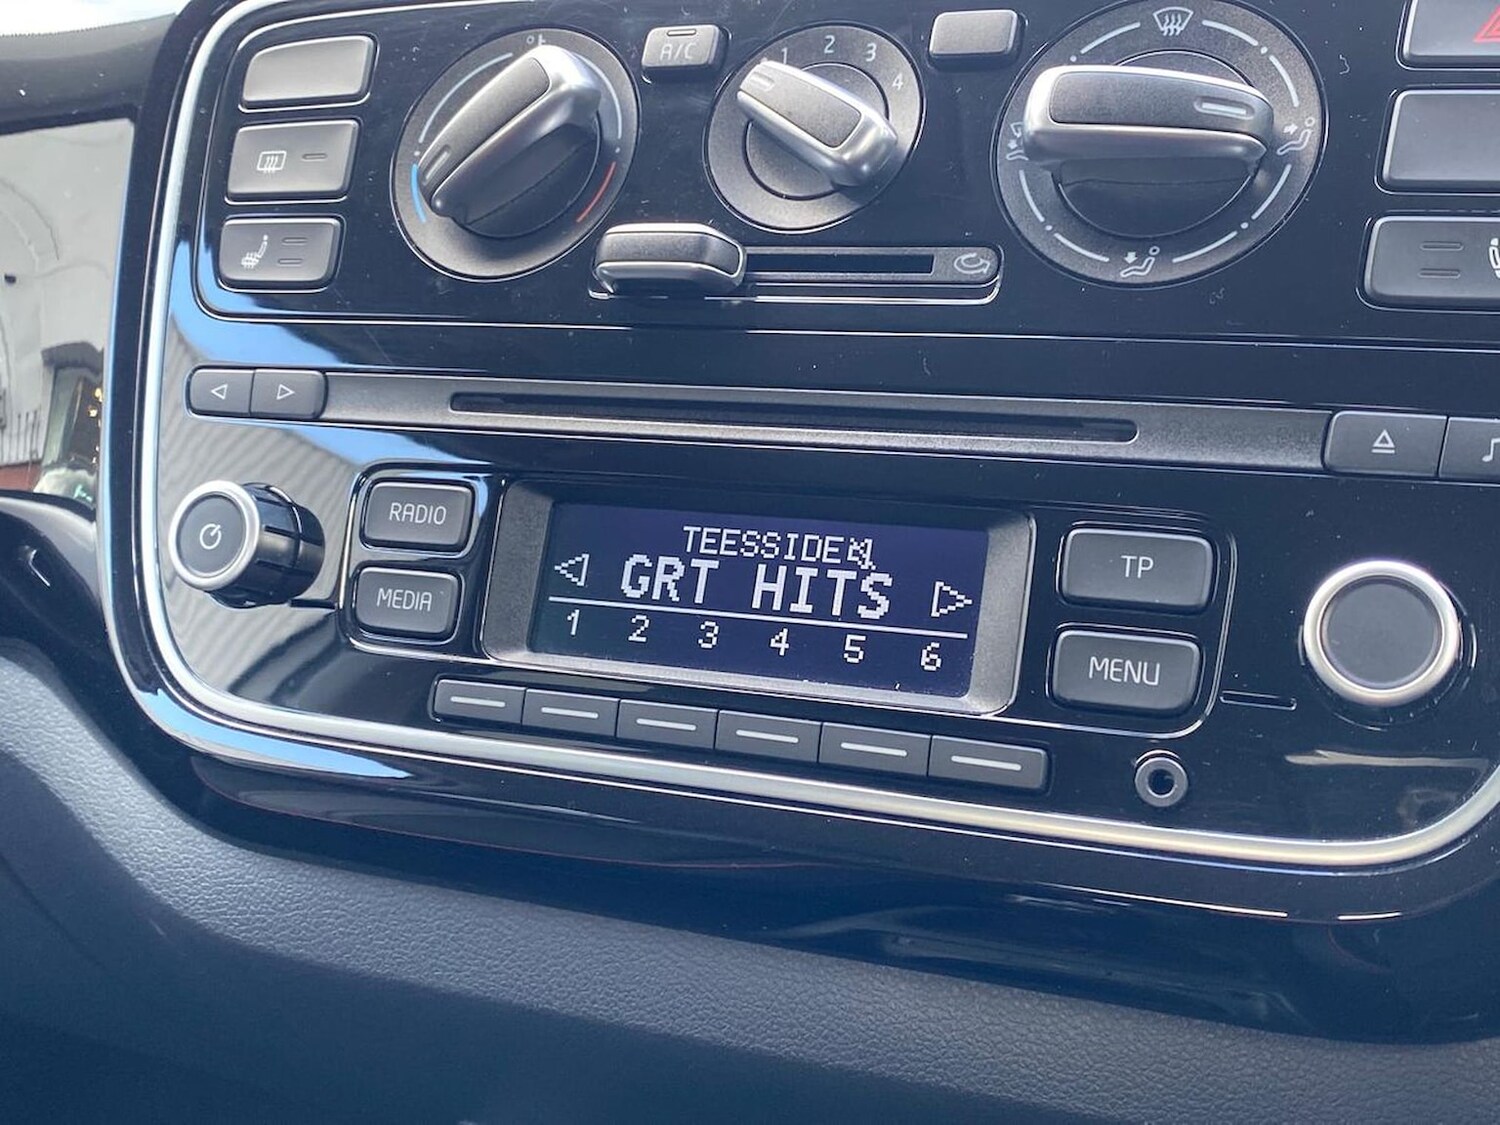 A/C
1 2 3 4
RADIO
MEDIA
TEESSIDE
GRT HITS
1 2 3 4 5 6
TP
MENU